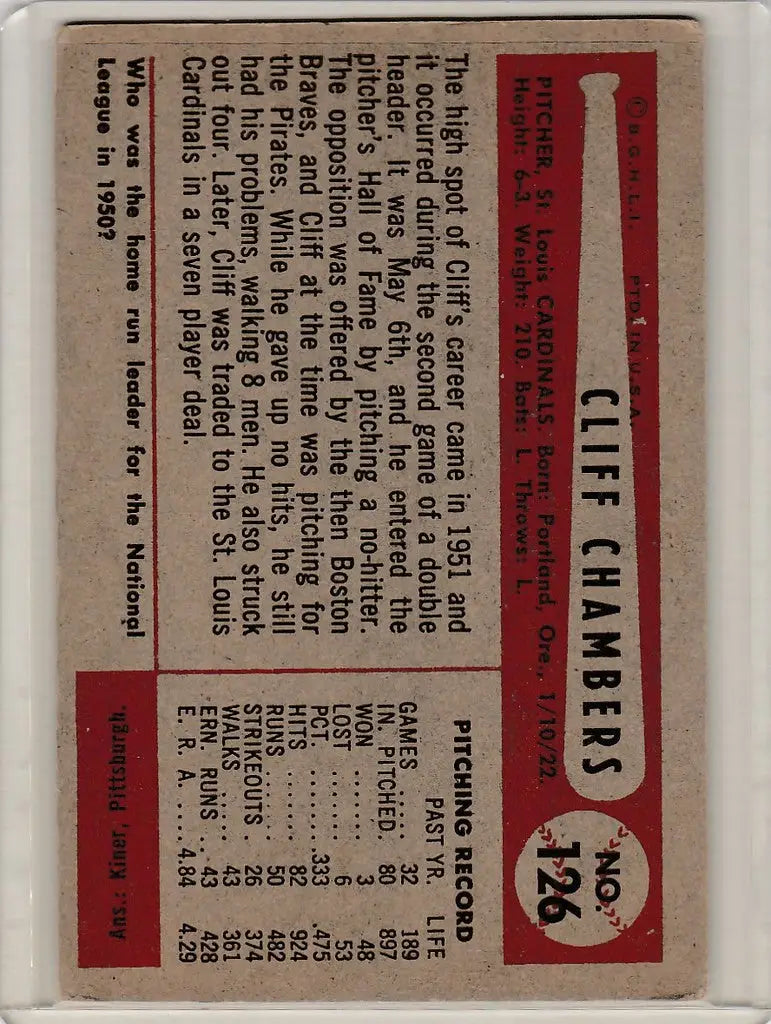 © B.G.H.L.I. PTD. IN U.S.A.
CLIFF CHAMBERS
NO.
126
PITCHER, St. Louis CARDINALS. Born: Portland, Ore., 1/10/22.
Height: 6-3. Weight: 210. Bats: L. Throws: L.
The high spot of Cliff's career came in 1951 and
it occurred during the second game of a double
header. It was May 6th, and he entered the
pitcher's Hall of Fame by pitching a no-hitter.
The opposition was offered by the then Boston
Braves, and Cliff at the time was pitching for
the Pirates. While he gave up no hits, he still
had his problems, walking 8 men. He also struck
out four. Later, Cliff was traded to the St. Louis
Cardinals in a seven player deal.
PITCHING RECORD
PAST YR. LIFE
GAMES ..... 32 189
IN. PITCHED. 80 897
WON ....... 3 48
LOST ....... 6 53
PCT. ........ .333 .475
HITS ....... 82 924
RUNS ...... 50 482
STRIKEOUTS . 26 374
WALKS ..... 43 361
ERN. RUNS .. 43 428
E. R. A. .... 4.84 4.29
Who was the home run leader for the National
League in 1950?
Ans.: Kiner, Pittsburgh.